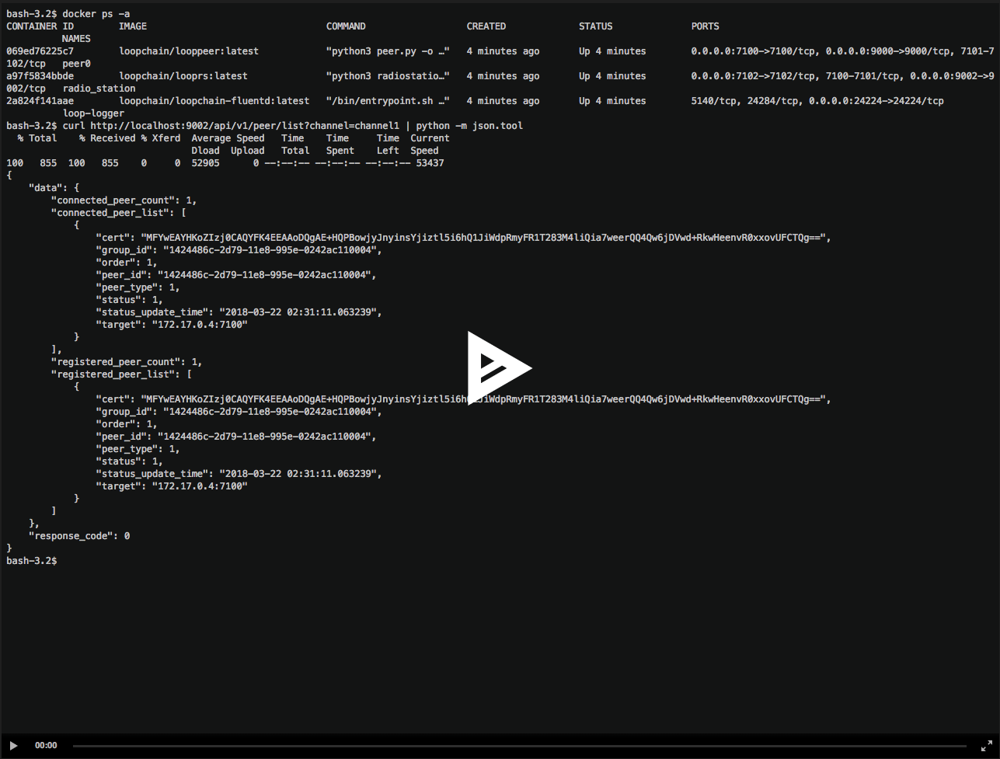 bash-3.2$ docker ps -a
CONTAINER ID        IMAGE                                COMMAND                  CREATED             STATUS              PORTS
          NAMES
069ed76225c7        loopchain/looppeer:latest            "python3 peer.py -o …"   4 minutes ago       Up 4 minutes        0.0.0.0:7100->7100/tcp, 0.0.0.0:9000->9000/tcp, 7101-7
102/tcp   peer0
a97f5834bbde        loopchain/looprs:latest              "python3 radiostatio…"   4 minutes ago       Up 4 minutes        0.0.0.0:7102->7102/tcp, 7100-7101/tcp, 0.0.0.0:9002->9
002/tcp   radio_station
2a824f141aae        loopchain/loopchain-fluentd:latest   "/bin/entrypoint.sh …"   4 minutes ago       Up 4 minutes        5140/tcp, 24284/tcp, 0.0.0.0:24224->24224/tcp
          loop-logger
bash-3.2$ curl http://localhost:9002/api/v1/peer/list?channel=channel1 | python -m json.tool
  % Total    % Received % Xferd  Average Speed   Time    Time     Time  Current
                                 Dload  Upload   Total   Spent    Left  Speed
100   855  100   855    0     0  52905      0 --:--:-- --:--:-- --:--:-- 53437
{
    "data": {
        "connected_peer_count": 1,
        "connected_peer_list": [
            {
                "cert": "MFYwEAYHKoZIzj0CAQYFK4EEAAoDQgAE+HQPBowjyJnyinsYjiztl5i6hQ1JiWdpRmyFR1T283M4liQia7weerQQ4Qw6jDVwd+RkwHeenvR0xxovUFCTQg==",
                "group_id": "1424486c-2d79-11e8-995e-0242ac110004",
                "order": 1,
                "peer_id": "1424486c-2d79-11e8-995e-0242ac110004",
                "peer_type": 1,
                "status": 1,
                "status_update_time": "2018-03-22 02:31:11.063239",
                "target": "172.17.0.4:7100"
            }
        ],
        "registered_peer_count": 1,
        "registered_peer_list": [
            {
                "cert": "MFYwEAYHKoZIzj0CAQYFK4EEAAoDQgAE+HQPBowjyJnyinsYjiztl5i6hQ1JiWdpRmyFR1T283M4liQia7weerQQ4Qw6jDVwd+RkwHeenvR0xxovUFCTQg==",
                "group_id": "1424486c-2d79-11e8-995e-0242ac110004",
                "order": 1,
                "peer_id": "1424486c-2d79-11e8-995e-0242ac110004",
                "peer_type": 1,
                "status": 1,
                "status_update_time": "2018-03-22 02:31:11.063239",
                "target": "172.17.0.4:7100"
            }
        ]
    },
    "response_code": 0
}
bash-3.2$
00:00